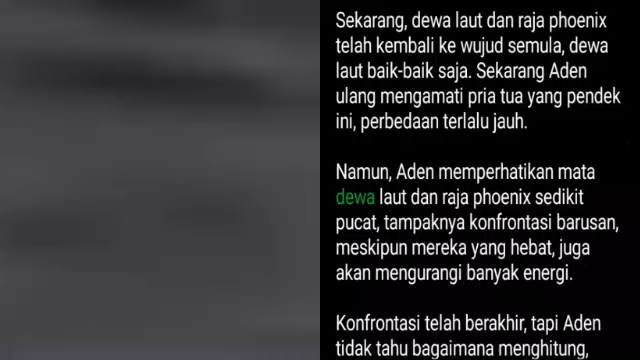 Sekarang, dewa laut dan raja phoenix
telah kembali ke wujud semula, dewa
laut baik-baik saja. Sekarang Aden
ulang mengamati pria tua yang pendek
ini, perbedaan terlalu jauh.
Namun, Aden memperhatikan mata
dewa laut dan raja phoenix sedikit
pucat, tampaknya konfrontasi barusan,
meskipun mereka yang hebat, juga
akan mengurangi banyak energi.
Konfrontasi telah berakhir, tapi Aden
tidak tahu bagaimana menghitung,